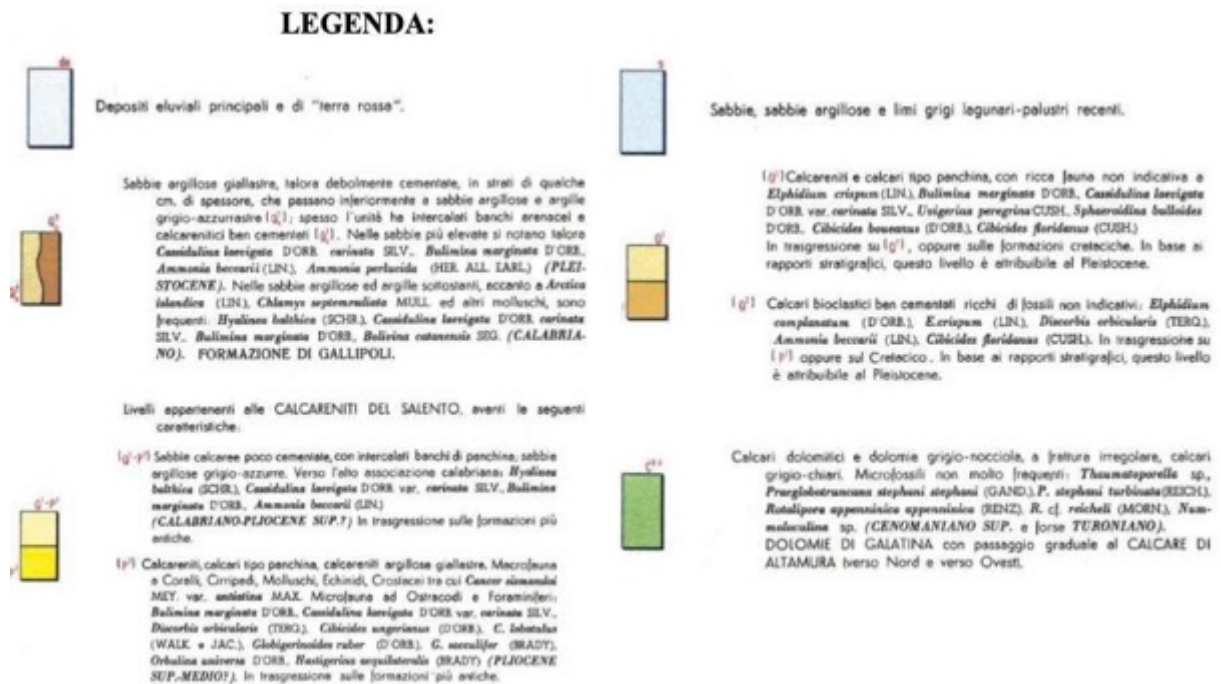 LEGENDA:
de
Depositi eluviali principali e di "terra rossa".
Sabbie argillose giallastre, talora debolmente cementate, in strati di qualche
cm. di spessore, che passano inferiormente a sabbie argillose e argille
grigio-azzurrastre; spesso l'unità ha intercalati banchi arenacei e
calcarenitici ben cementati. Nelle sabbie più elevate si notano talora
Cassidulina laevigata D'ORB. carinata SILV., Bulimina marginata D'ORB.,
Ammonia beccarii (LIN.), Ammonia perlucida (HER. ALL. EARL.) (PLEI-
STOCENE). Nelle sabbie argillose ed argille sottostanti, accanto a Arctica
islandica (LIN.), Chlamys septemradiata MULL. ed altri molluschi, sono
frequenti: Hyalinea balthica (SCHR.), Cassidulina laevigata D'ORB. carinata
SILV., Bulimina marginata D'ORB., Bolivina catanensis SEG. (CALABRIA-
NO). FORMAZIONE DI GALLIPOLI.
Livelli appartenenti alle CALCARENITI DEL SALENTO, aventi le seguenti
caratteristiche:
Sabbie calcaree poco cementate, con intercalati banchi di panchina, sabbie
argillose grigio-azzurre. Verso l'alto associazione calabriana: Hyalinea
balthica (SCHR.), Cassidulina laevigata D'ORB. var. carinata SILV., Bulimina
marginata D'ORB., Ammonia beccarii (LIN.)
(CALABRIANO-PLIOCENE SUP.?) In trasgressione sulle formazioni più
antiche.
Calcareniti, calcari tipo panchina, calcareniti argillose giallastre. Macrofauna
a Coralli, Cirripedi, Molluschi, Echinidi, Crostacei tra cui Cancer sismondai
MEY. var. antiatina MAX. Microfauna ad Ostracodi e Foraminiferi:
Bulimina marginata D'ORB., Cassidulina laevigata D'ORB. var. carinata SILV.,
Discorbis orbicularis (TERQ.), Cibicides ungerianus (D'ORB.), C. lobatulus
(WALK. e JAC.), Globigerinoides ruber (D'ORB.), G. sacculifer (BRADY),
Orbulina universa D'ORB., Hastigerina aequilateralis (BRADY) (PLIOCENE
SUP.-MEDIO?). In trasgressione sulle formazioni più antiche.
s
Sabbie, sabbie argillose e limi grigi lagunari-palustri recenti.
Calcareniti e calcari tipo panchina, con ricca fauna non indicativa a
Elphidium crispum (LIN.), Bulimina marginata D'ORB., Cassidulina laevigata
D'ORB. var. carinata SILV., Uvigerina peregrina CUSH., Sphaeroidina bulloides
D'ORB., Cibicides boueanus (D'ORB.), Cibicides floridanus (CUSH.)
In trasgressione su, oppure sulle formazioni cretaciche. In base ai
rapporti stratigrafici, questo livello è attribuibile al Pleistocene.
Calcari bioclastici ben cementati ricchi di fossili non indicativi: Elphidium
complanatum (D'ORB.), E. crispum (LIN.), Discorbis orbicularis (TERQ.),
Ammonia beccarii (LIN.), Cibicides floridanus (CUSH.). In trasgressione su
oppure sul Cretacico. In base ai rapporti stratigrafici, questo livello
è attribuibile al Pleistocene.
Calcari dolomitici e dolomie grigio-nocciola, a frattura irregolare, calcari
grigio-chiari. Microfossili non molto frequenti: Thaumatoporella sp.,
Praeglobotruncana stephani stephani (GAND.), P. stephani turbinata (REICH.),
Rotalipora appenninica appenninica (RENZ), R. cf. reicheli (MORN.), Num-
moloculina sp. (CENOMANIANO SUP. e forse TURONIANO).
DOLOMIE DI GALATINA con passaggio graduale al CALCARE DI
ALTAMURA (verso Nord e verso Ovest).